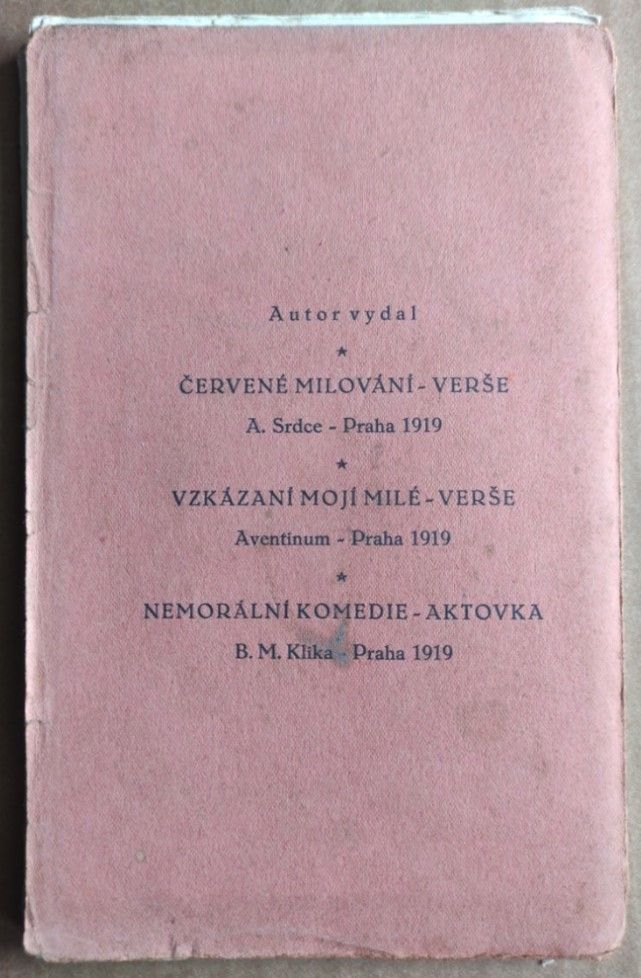 Autor vydal
★
ČERVENÉ MILOVÁNÍ - VERŠE
A. Srdce - Praha 1919
★
VZKÁZANÍ MOJÍ MILÉ - VERŠE
Aventinum - Praha 1919
★
NEMORÁLNÍ KOMEDIE - AKTOVKA
B. M. Klika - Praha 1919